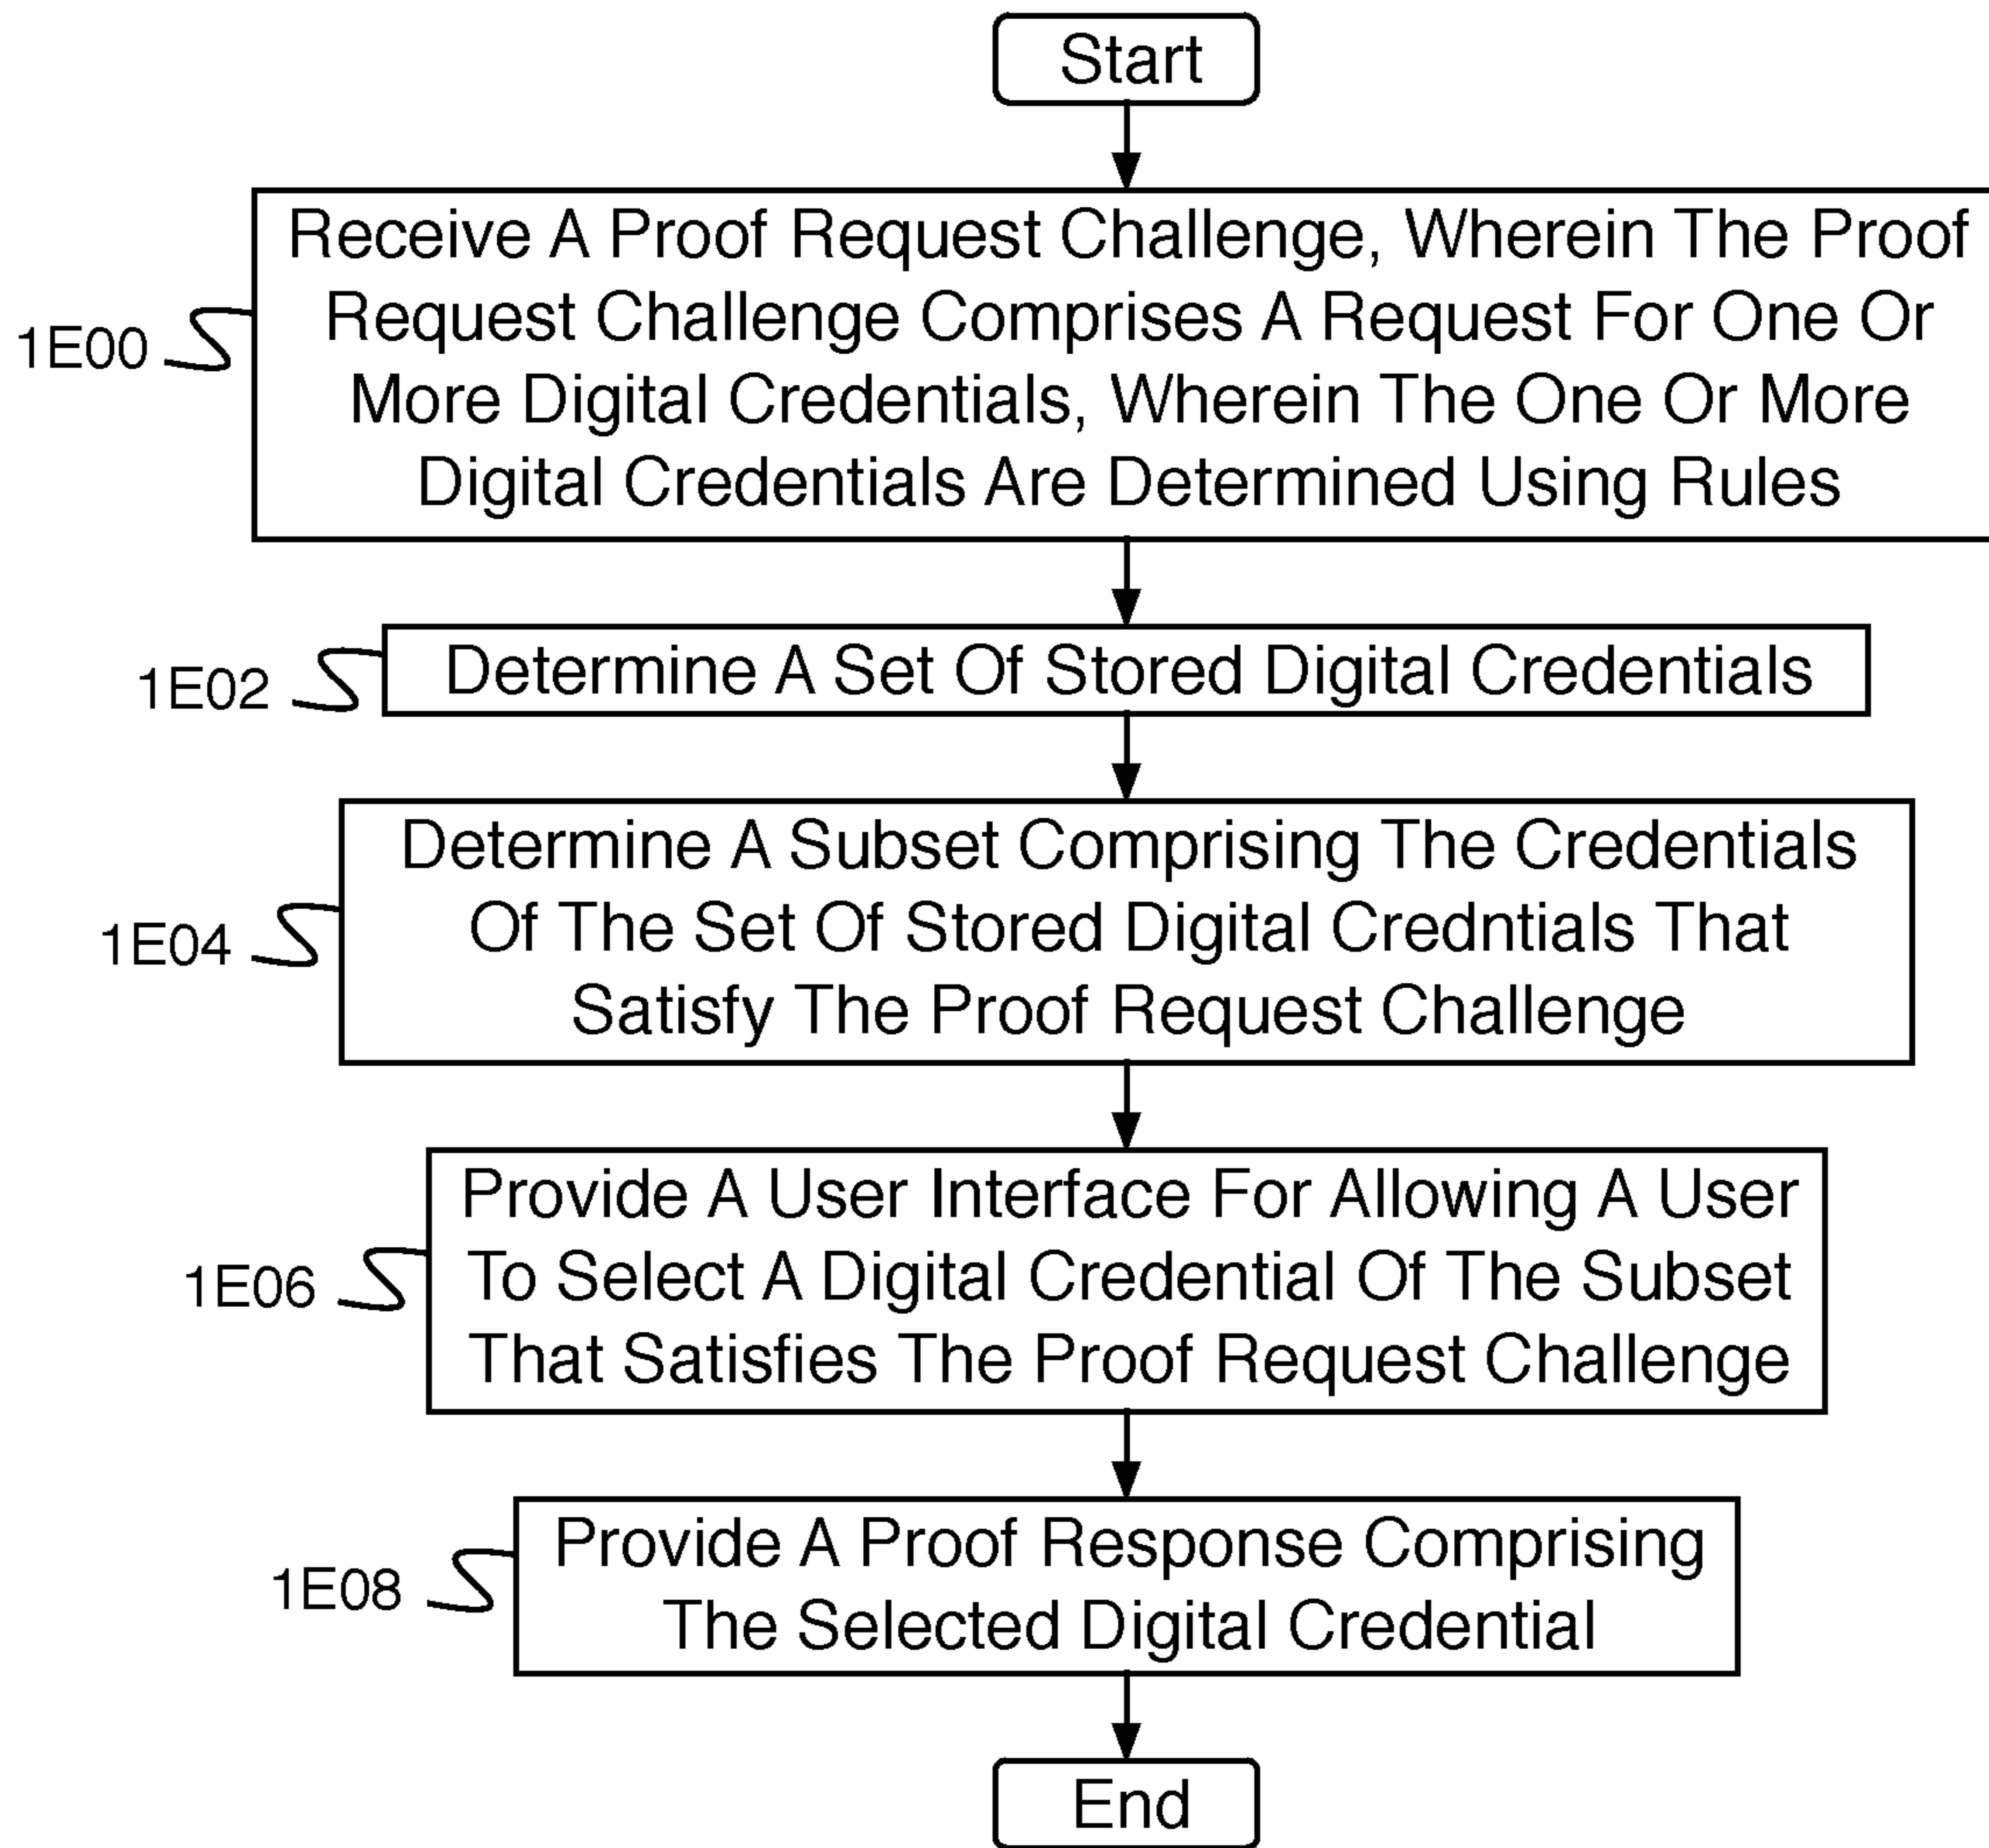 Start
Receive A Proof Request Challenge, Wherein The Proof
Request Challenge Comprises A Request For One Or
More Digital Credentials, Wherein The One Or More
Digital Credentials Are Determined Using Rules
1E00
Determine A Set Of Stored Digital Credentials
1E02
Determine A Subset Comprising The Credentials
Of The Set Of Stored Digital Credntials That
Satisfy The Proof Request Challenge
1E04
Provide A User Interface For Allowing A User
To Select A Digital Credential Of The Subset
That Satisfies The Proof Request Challenge
1E06
Provide A Proof Response Comprising
The Selected Digital Credential
1E08
End